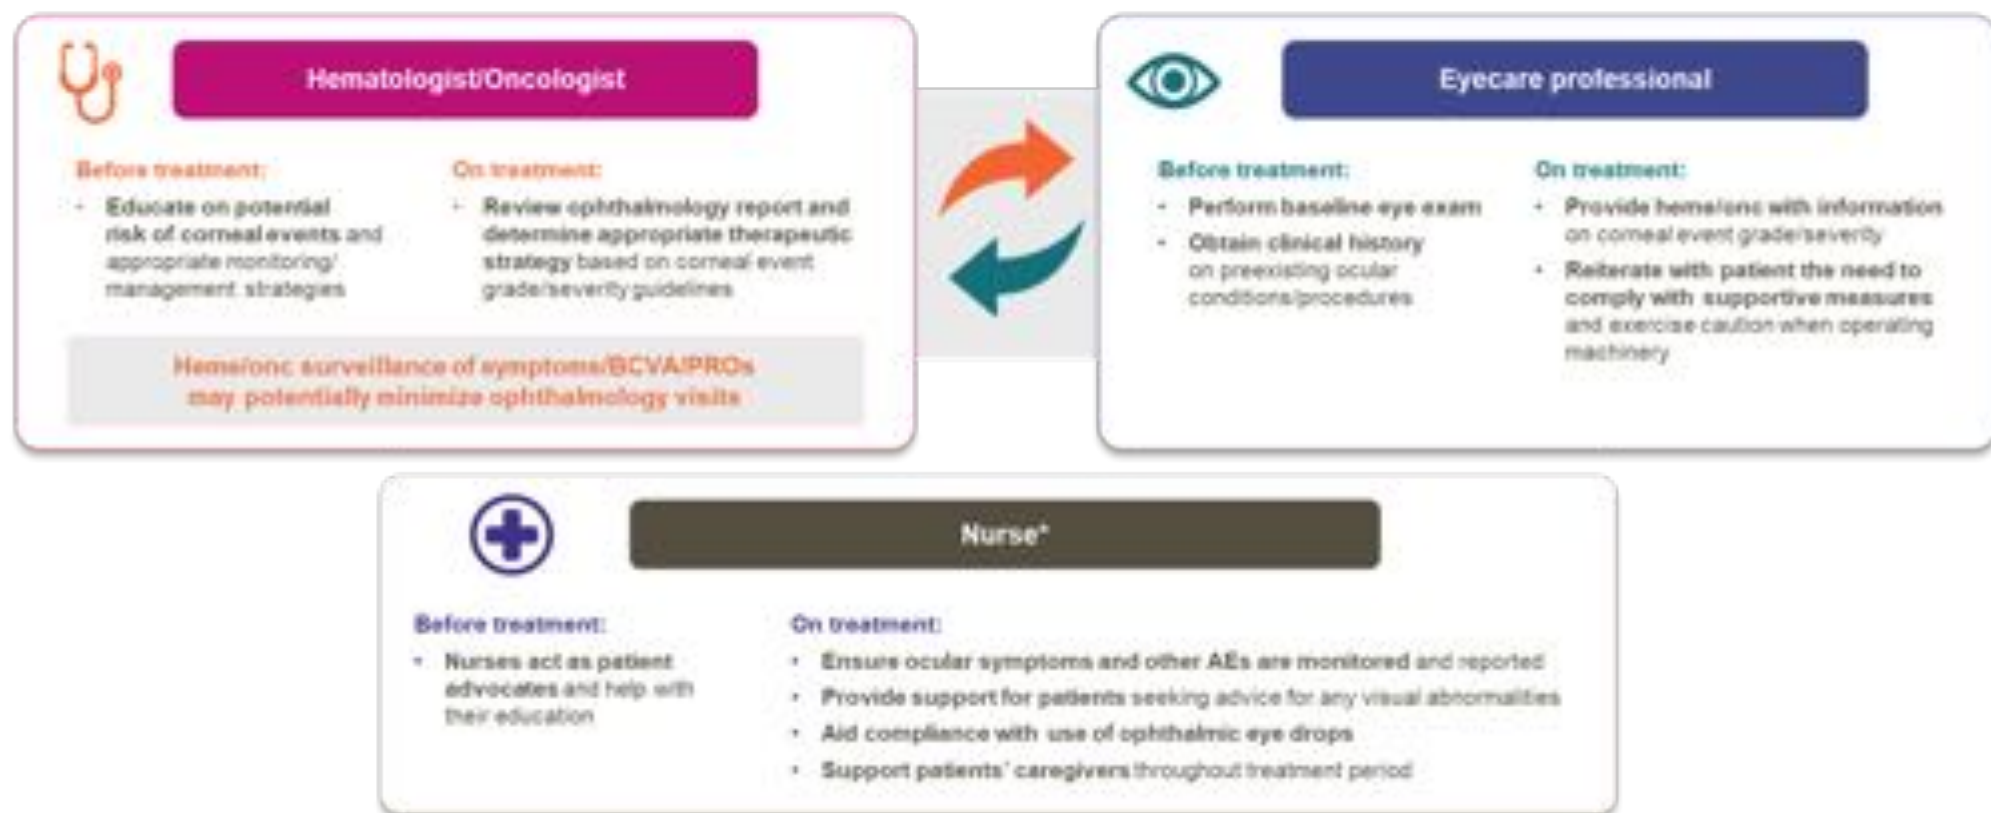 Hematologist/Oncologist
Before treatment:
• Educate on potential
risk of corneal events and
appropriate monitoring/
management strategies
On treatment:
• Review ophthalmology report and
determine appropriate therapeutic
strategy based on corneal event
grade/severity guidelines
Heme/onc surveillance of symptoms/BCVA/PROs
may potentially minimize ophthalmology visits
Eyecare professional
Before treatment:
• Perform baseline eye exam
• Obtain clinical history
on preexisting ocular
conditions/procedures
On treatment:
• Provide heme/onc with information
on corneal event grade/severity
• Reiterate with patient the need to
comply with supportive measures
and exercise caution when operating
machinery
Nurse*
Before treatment:
• Nurses act as patient
advocates and help with
their education
On treatment:
• Ensure ocular symptoms and other AEs are monitored and reported
• Provide support for patients seeking advice for any visual abnormalities
• Aid compliance with use of ophthalmic eye drops
• Support patients' caregivers throughout treatment period